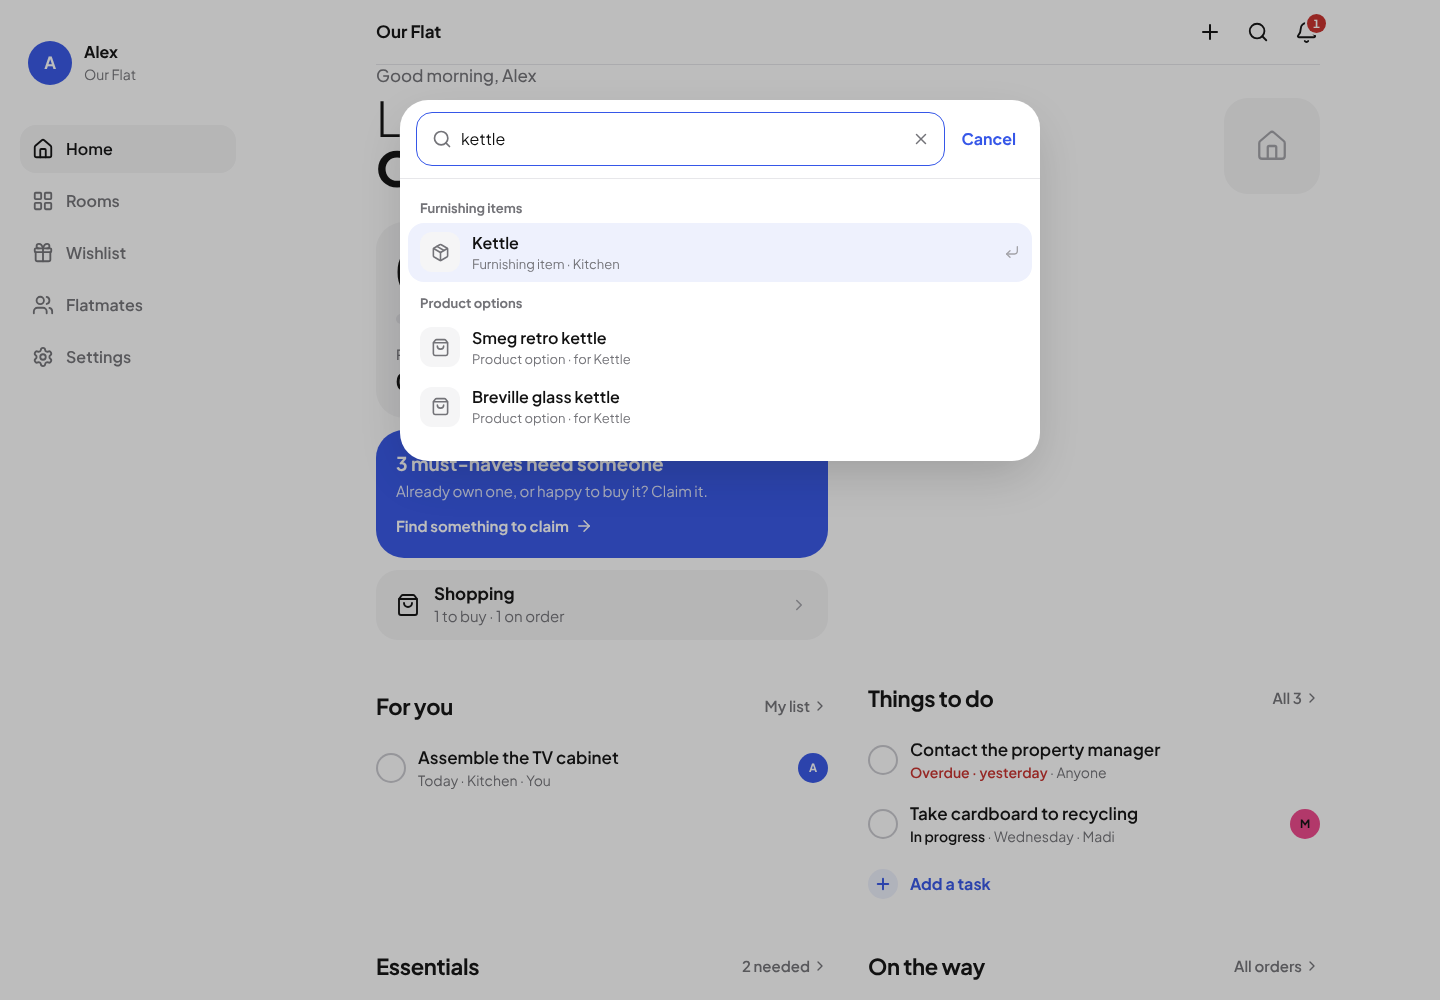 A
Alex
Our Flat
Home
Rooms
Wishlist
Flatmates
Settings
Our Flat
1
Good morning, Alex
kettle
Cancel
Furnishing items
Kettle
Furnishing item · Kitchen
Product options
Smeg retro kettle
Product option · for Kettle
Breville glass kettle
Product option · for Kettle
3 must-haves need someone
Already own one, or happy to buy it? Claim it.
Find something to claim
Shopping
1 to buy · 1 on order
For you
My list
Assemble the TV cabinet
Today · Kitchen · You
A
Things to do
All 3
Contact the property manager
Overdue · yesterday · Anyone
Take cardboard to recycling
In progress · Wednesday · Madi
M
Add a task
Essentials
2 needed
On the way
All orders